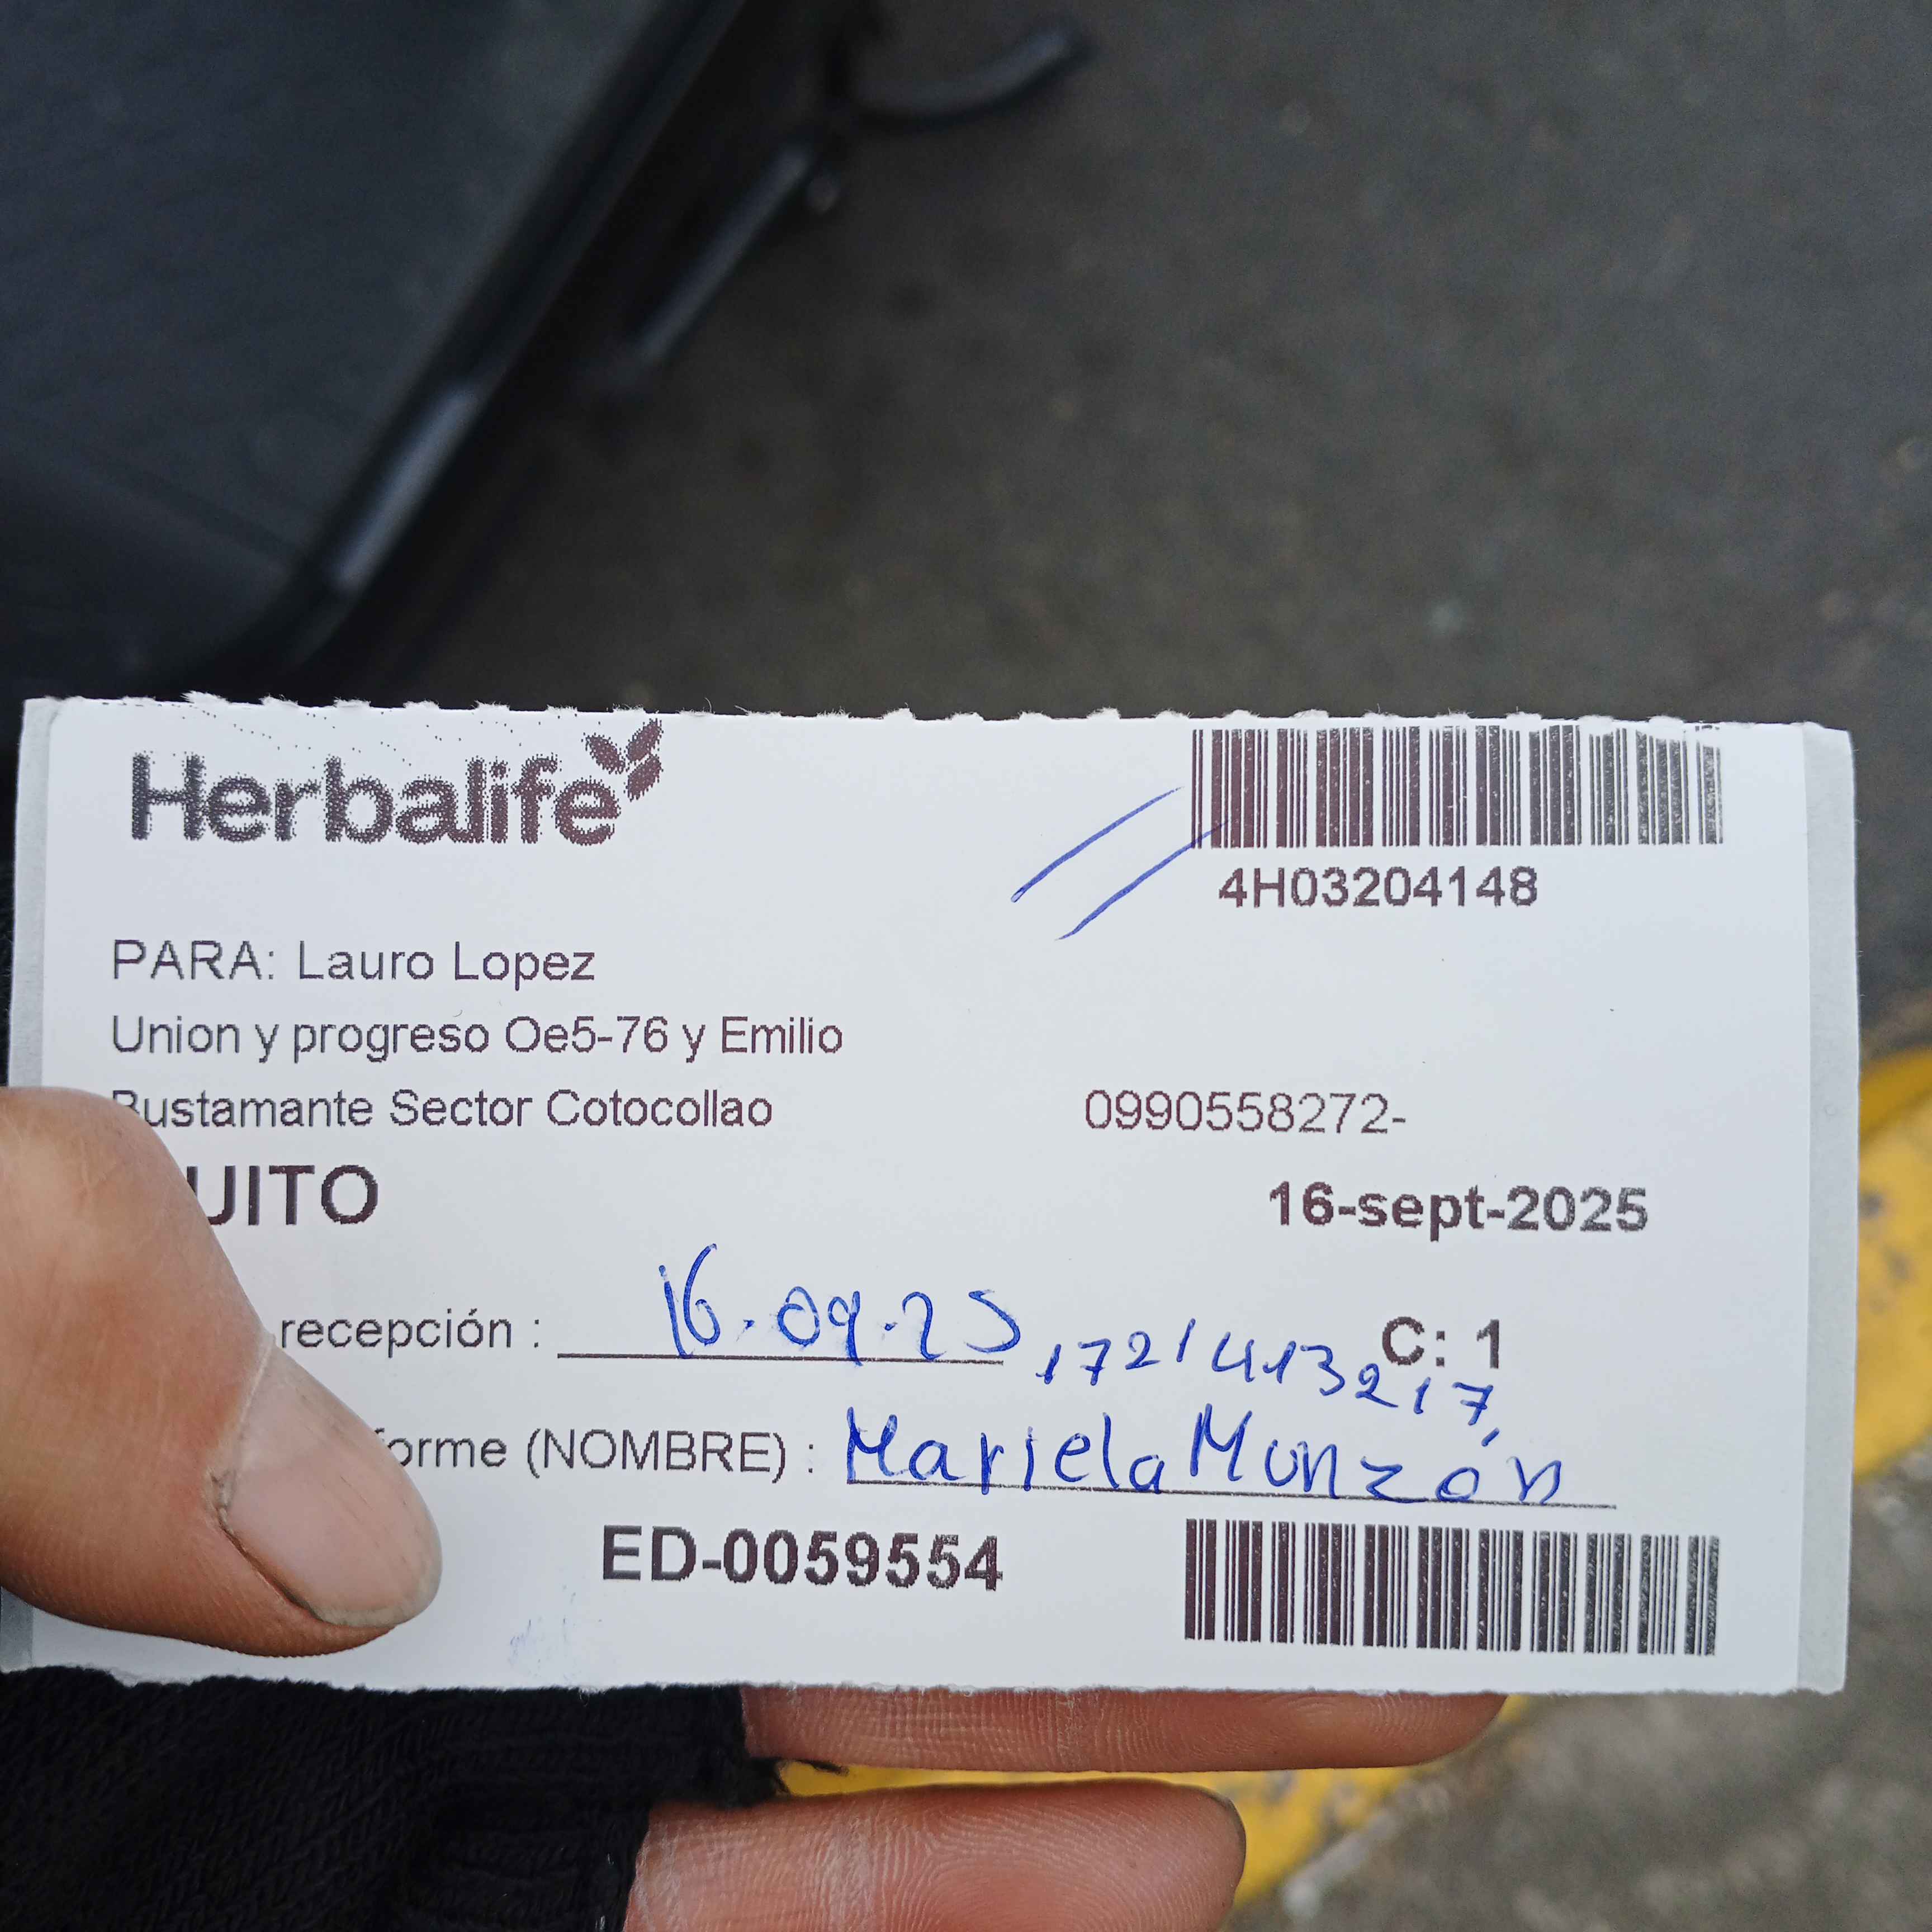 Herbalife
4H03204148
PARA: Lauro Lopez
Union y progreso Oe5-76 y Emilio
Bustamante Sector Cotocollao 0990558272-
UITO 16-sept-2025
recepción : 16.09.25, 1721413217 C: 1
forme (NOMBRE) : Mariela Munzón
ED-0059554